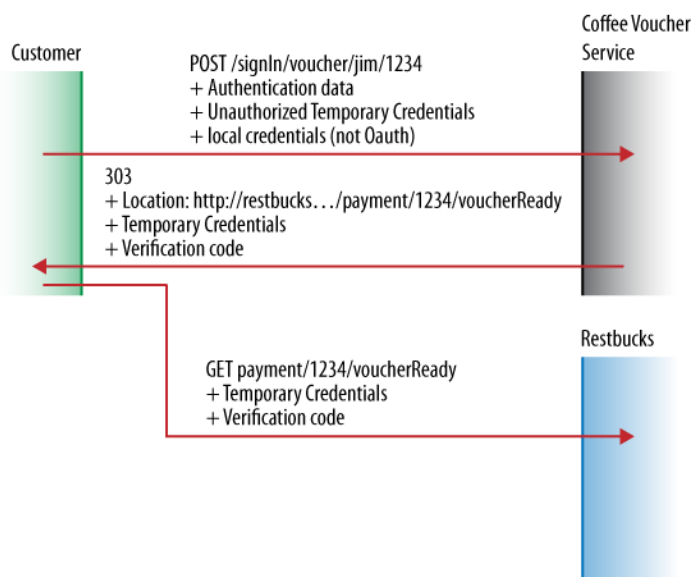 Customer
Coffee Voucher
Service
POST /signIn/voucher/jim/1234
+ Authentication data
+ Unauthorized Temporary Credentials
+ local credentials (not Oauth)
303
+ Location: http://restbucks…/payment/1234/voucherReady
+ Temporary Credentials
+ Verification code
Restbucks
GET payment/1234/voucherReady
+ Temporary Credentials
+ Verification code